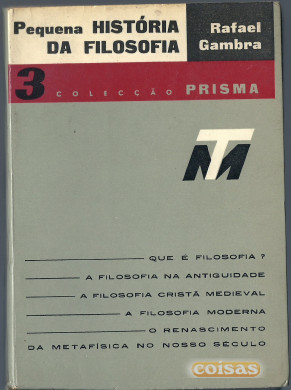 Pequena HISTÓRIA
DA FILOSOFIA
Rafael
Gambra
3 COLECÇÃO PRISMA
TM
QUE É FILOSOFIA?
A FILOSOFIA NA ANTIGUIDADE
A FILOSOFIA CRISTÃ MEDIEVAL
A FILOSOFIA MODERNA
O RENASCIMENTO
DA METAFÍSICA NO NOSSO SÉCULO
coisas